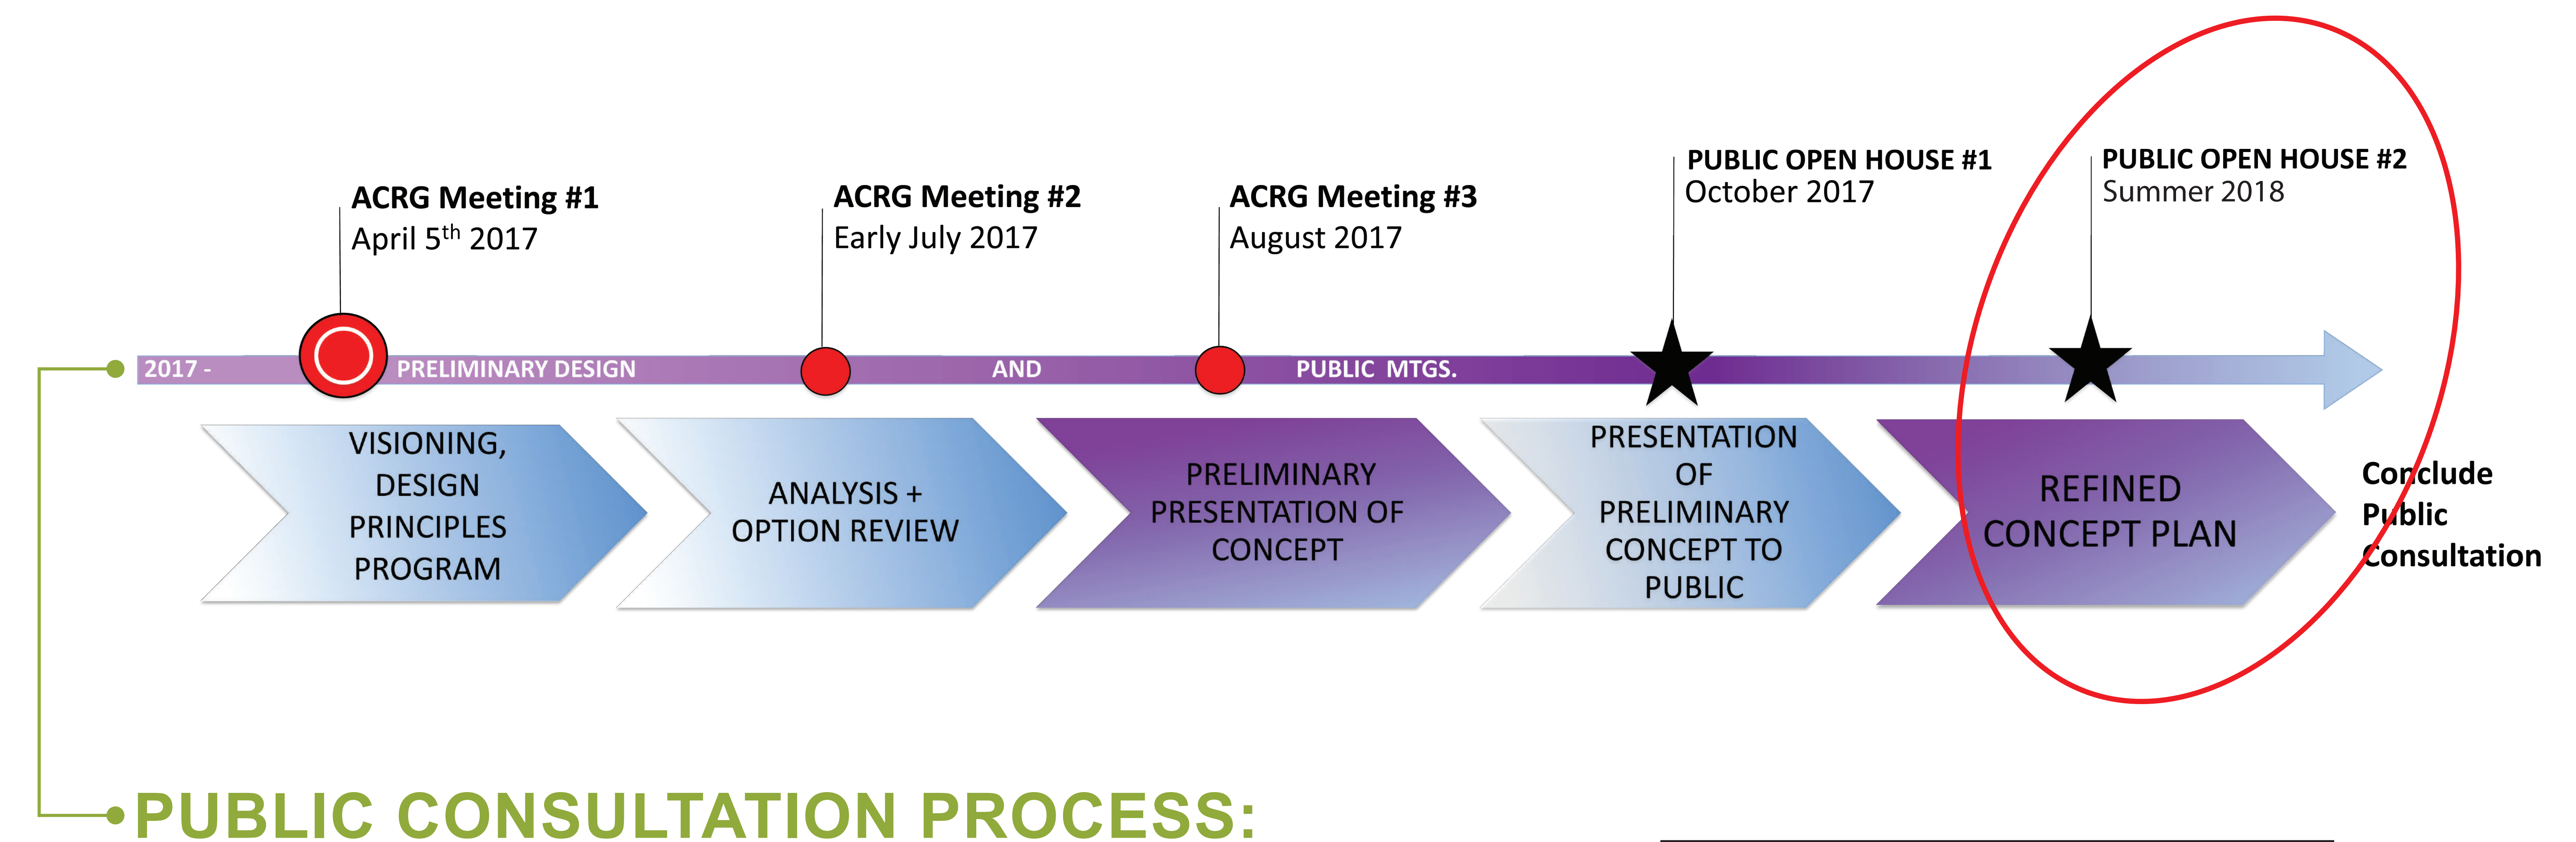 ACRG Meeting #1
April 5th 2017
ACRG Meeting #2
Early July 2017
ACRG Meeting #3
August 2017
PUBLIC OPEN HOUSE #1
October 2017
PUBLIC OPEN HOUSE #2
Summer 2018
2017 - PRELIMINARY DESIGN AND PUBLIC MTGS.
VISIONING,
DESIGN
PRINCIPLES
PROGRAM
ANALYSIS +
OPTION REVIEW
PRELIMINARY
PRESENTATION OF
CONCEPT
PRESENTATION
OF
PRELIMINARY
CONCEPT TO
PUBLIC
REFINED
CONCEPT PLAN
Conclude
Public
Consultation
PUBLIC CONSULTATION PROCESS: